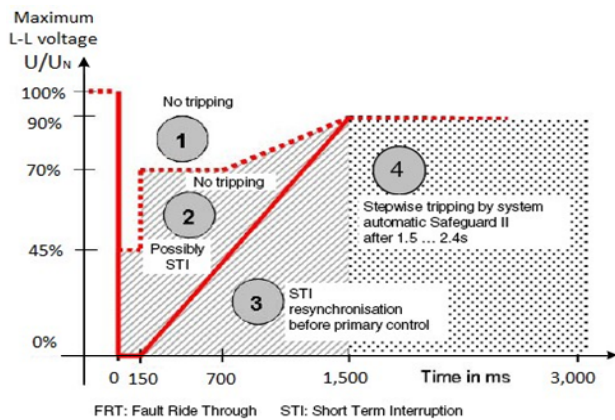 Maximum
L-L voltage
U/UN
100%
90%
70%
45%
0%
No tripping
1
No tripping
2
Possibly
STI
3
STI
resynchronisation
before primary control
4
Stepwise tripping by system
automatic Safeguard II
after 1.5 ... 2.4s
0 150 700 1,500 Time in ms 3,000
FRT: Fault Ride Through STI: Short Term Interruption